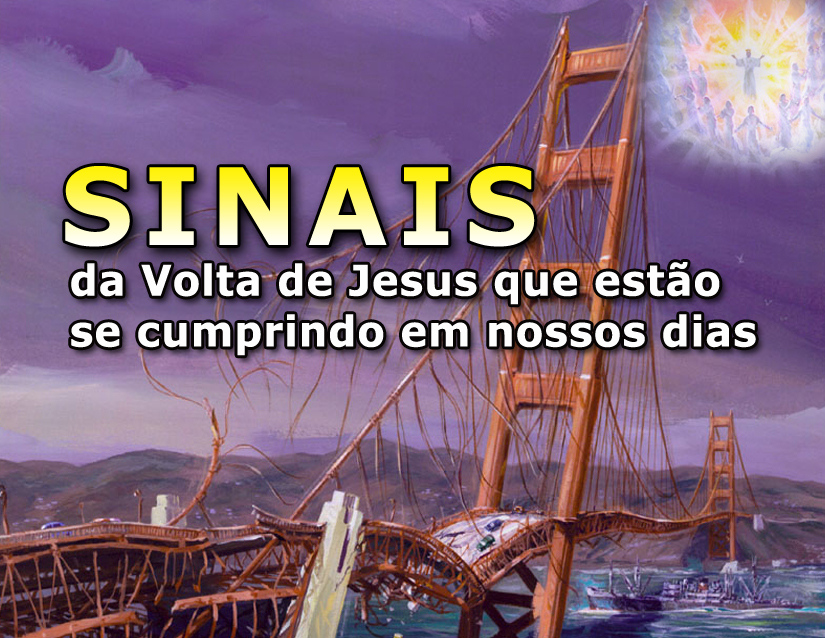 SINAIS
da Volta de Jesus que estão
se cumprindo em nossos dias